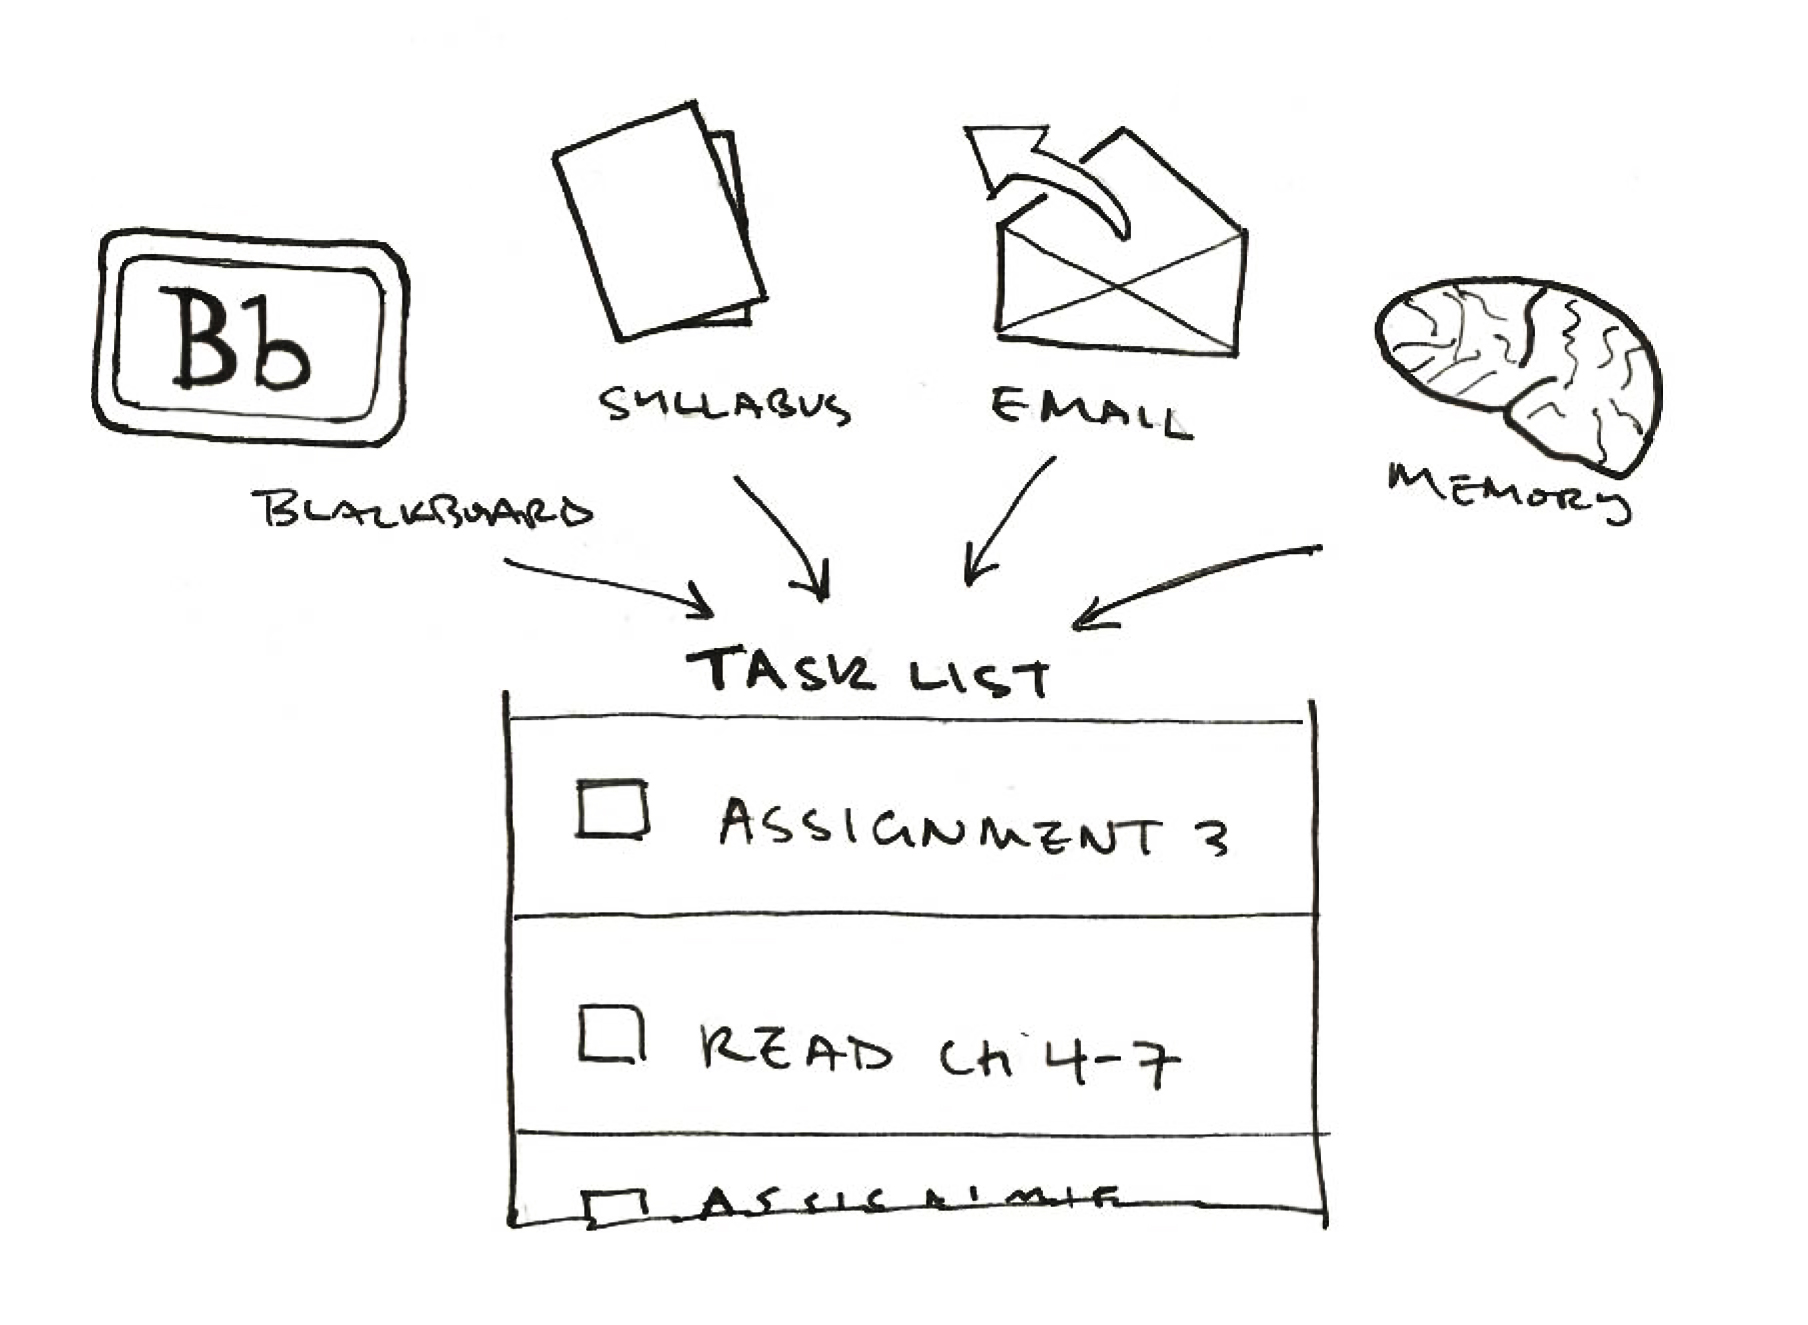 Bb
SYLLABUS
EMAIL
MEMORY
BLACKBOARD
TASK LIST
ASSIGNMENT 3
READ Ch 4-7